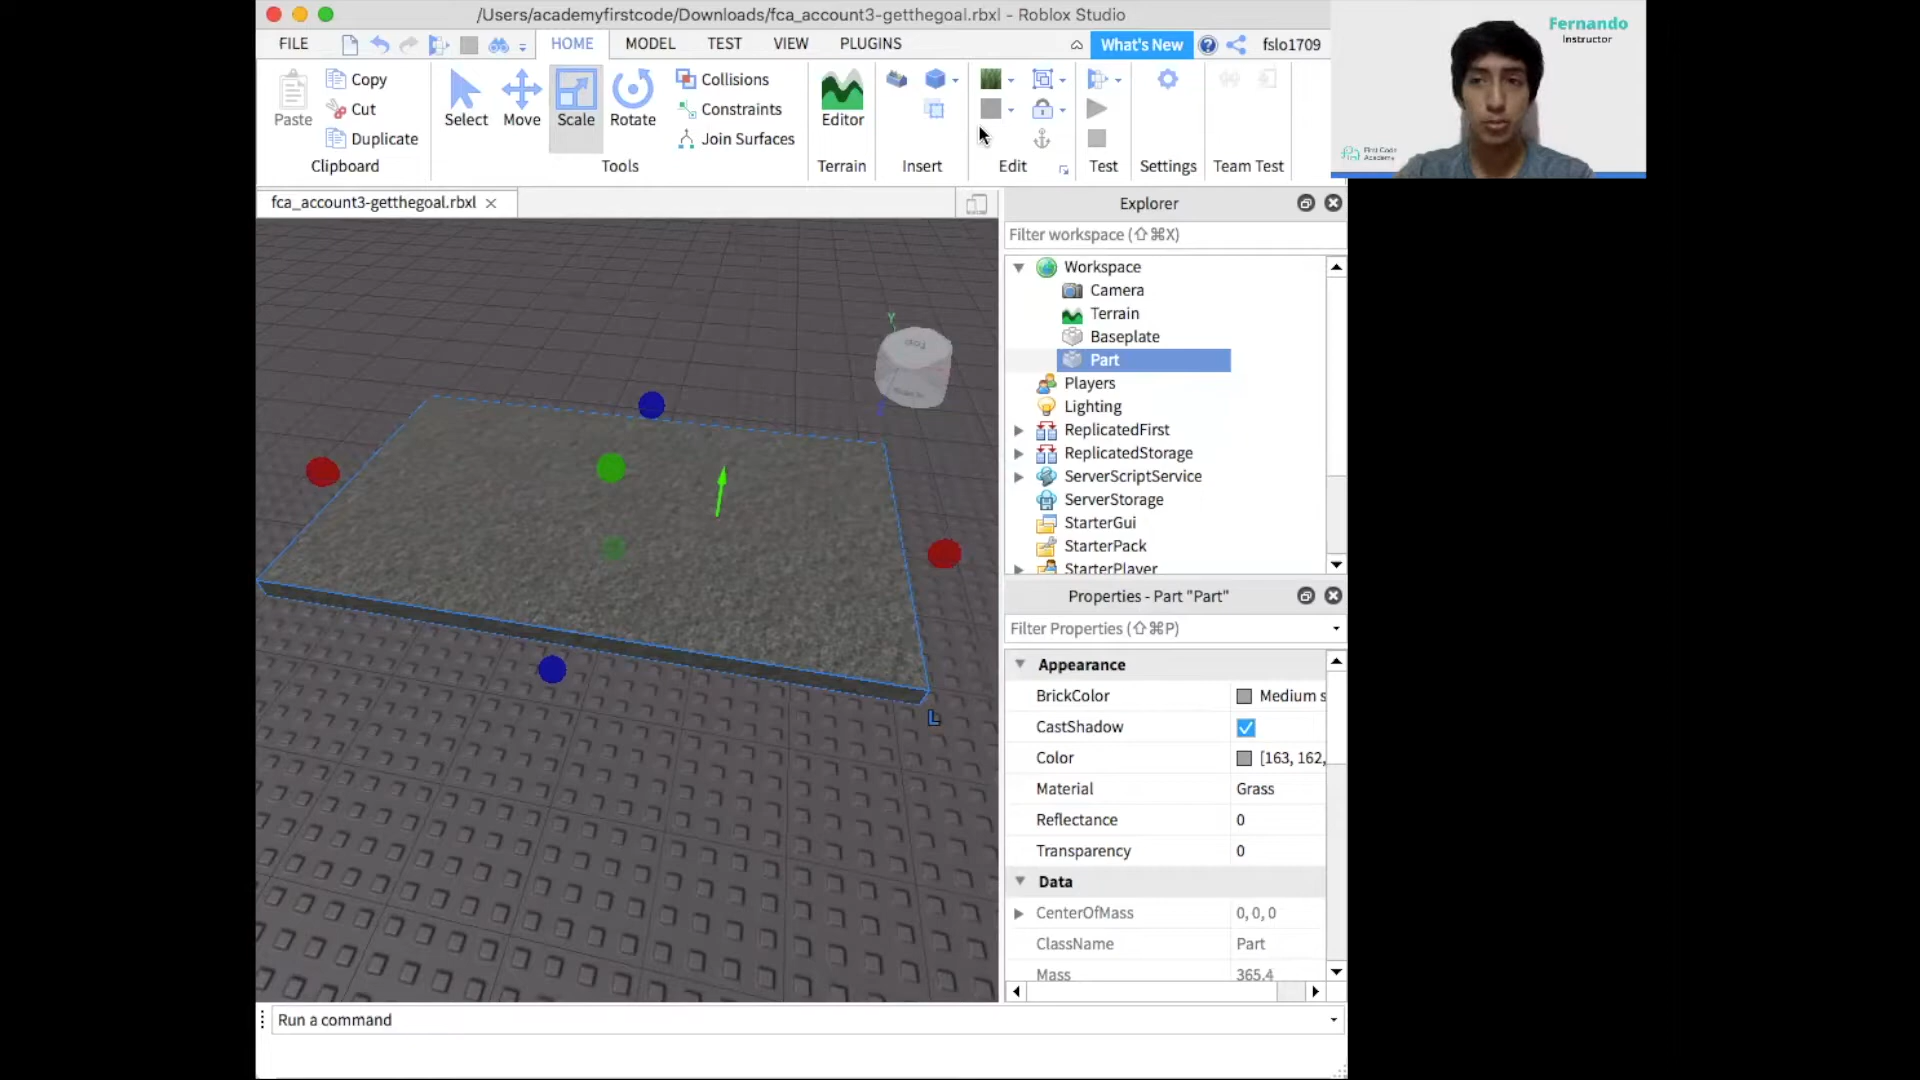 /Users/academyfirstcode/Downloads/fca_account3-getthegoal.rbxl - Roblox Studio
Fernando
Instructor
First Code
Academy
FILE
HOME
MODEL
TEST
VIEW
PLUGINS
What's New
fslo1709
Paste
Copy
Cut
Duplicate
Clipboard
Select
Move
Scale
Rotate
Collisions
Constraints
Join Surfaces
Tools
Editor
Terrain
Insert
Edit
Test
Settings
Team Test
fca_account3-getthegoal.rbxl
Y
Top
L
Explorer
Filter workspace (⇧⌘X)
Workspace
Camera
Terrain
Baseplate
Part
Players
Lighting
ReplicatedFirst
ReplicatedStorage
ServerScriptService
ServerStorage
StarterGui
StarterPack
StarterPlayer
Properties - Part "Part"
Filter Properties (⇧⌘P)
Appearance
BrickColor Medium s
CastShadow
Color [163, 162,
Material Grass
Reflectance 0
Transparency 0
Data
CenterOfMass 0, 0, 0
ClassName Part
Mass 365.4
Run a command